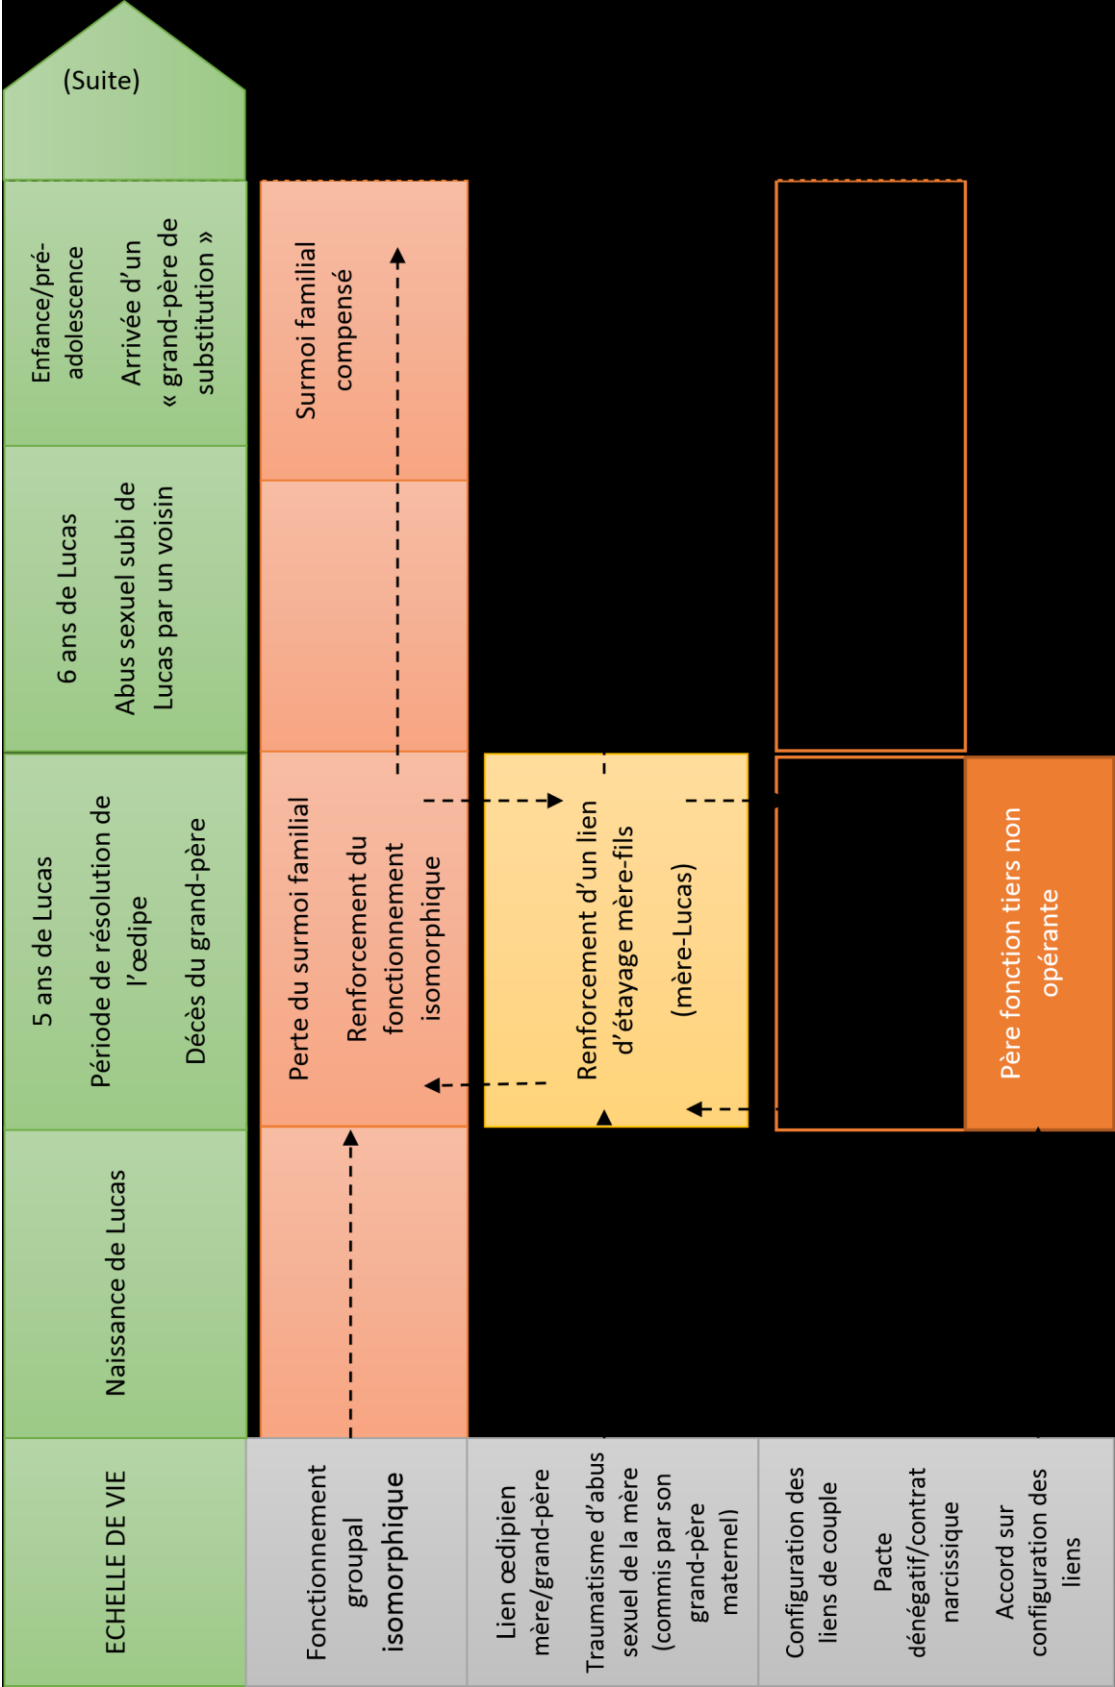 ECHELLE DE VIE
Naissance de Lucas
5 ans de Lucas
Période de résolution de
l'œdipe
Décès du grand-père
6 ans de Lucas
Abus sexuel subi de
Lucas par un voisin
Enfance/pré-
adolescence
Arrivée d'un
« grand-père de
substitution »
(Suite)
Fonctionnement
groupal
isomorphique
Perte du surmoi familial
Renforcement du
fonctionnement
isomorphique
Surmoi familial
compensé
Lien œdipien
mère/grand-père
Traumatisme d'abus
sexuel de la mère
(commis par son
grand-père
maternel)
Renforcement d'un lien
d'étayage mère-fils
(mère-Lucas)
Configuration des
liens de couple
Pacte
dénégatif/contrat
narcissique
Accord sur
configuration des
liens
Père fonction tiers non
opérante